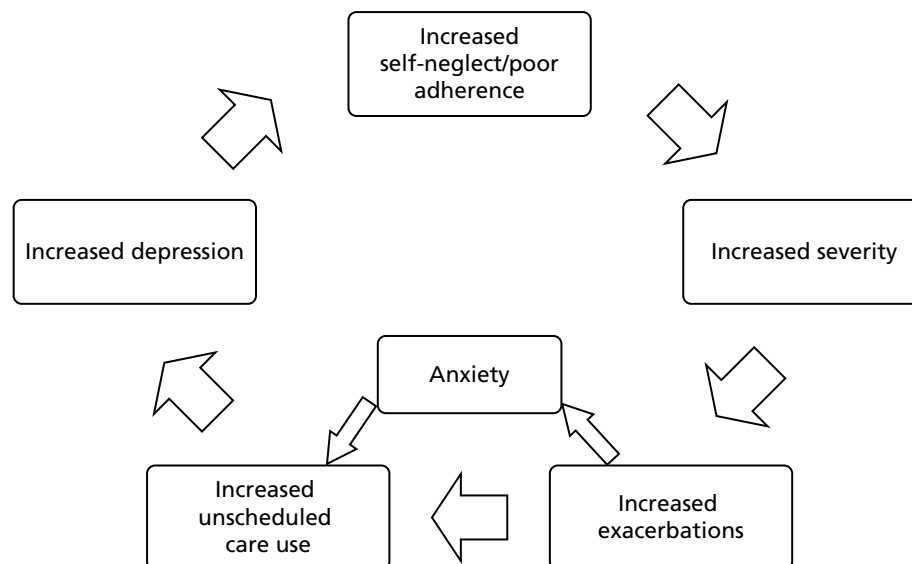 Increased
self-neglect/poor
adherence
Increased depression
Increased severity
Anxiety
Increased
unscheduled
care use
Increased
exacerbations